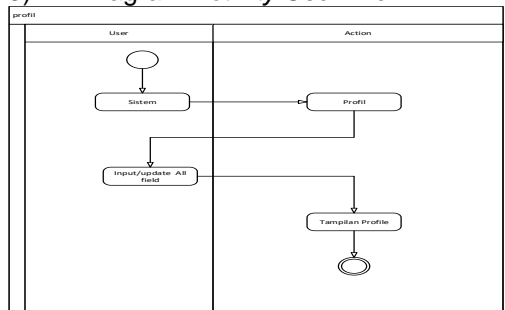 profil
User
Action
Sistem
Profil
Input/update All
field
Tampilan Profile